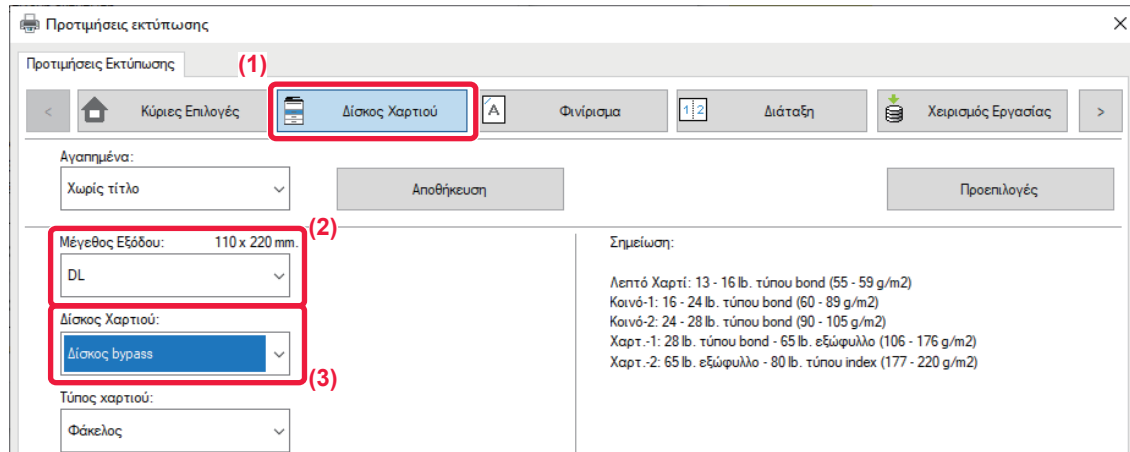 Προτιμήσεις εκτύπωσης
Προτιμήσεις Εκτύπωσης
(1)
< Κύριες Επιλογές Δίσκος Χαρτιού A Φινίρισμα 1 2 Διάταξη Χειρισμός Εργασίας >
Αγαπημένα:
Χωρίς τίτλο Αποθήκευση Προεπιλογές
(2)
Μέγεθος Εξόδου: 110 x 220 mm.
DL
Δίσκος Χαρτιού:
Δίσκος bypass
(3)
Τύπος χαρτιού:
Φάκελος
Σημείωση:
Λεπτό Χαρτί: 13 - 16 lb. τύπου bond (55 - 59 g/m2)
Κοινό-1: 16 - 24 lb. τύπου bond (60 - 89 g/m2)
Κοινό-2: 24 - 28 lb. τύπου bond (90 - 105 g/m2)
Χαρτ.-1: 28 lb. τύπου bond - 65 lb. εξώφυλλο (106 - 176 g/m2)
Χαρτ.-2: 65 lb. εξώφυλλο - 80 lb. τύπου index (177 - 220 g/m2)